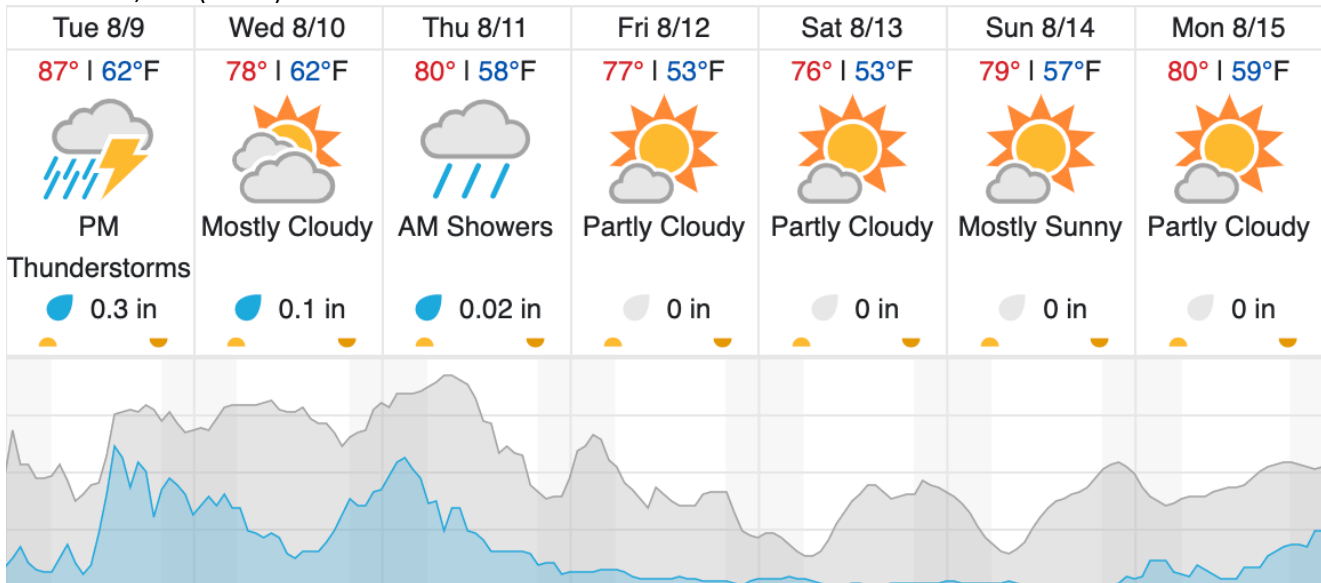 Tue 8/9 Wed 8/10 Thu 8/11 Fri 8/12 Sat 8/13 Sun 8/14 Mon 8/15
87° | 62°F 78° | 62°F 80° | 58°F 77° | 53°F 76° | 53°F 79° | 57°F 80° | 59°F
PM Mostly Cloudy AM Showers Partly Cloudy Partly Cloudy Mostly Sunny Partly Cloudy
Thunderstorms
0.3 in 0.1 in 0.02 in 0 in 0 in 0 in 0 in